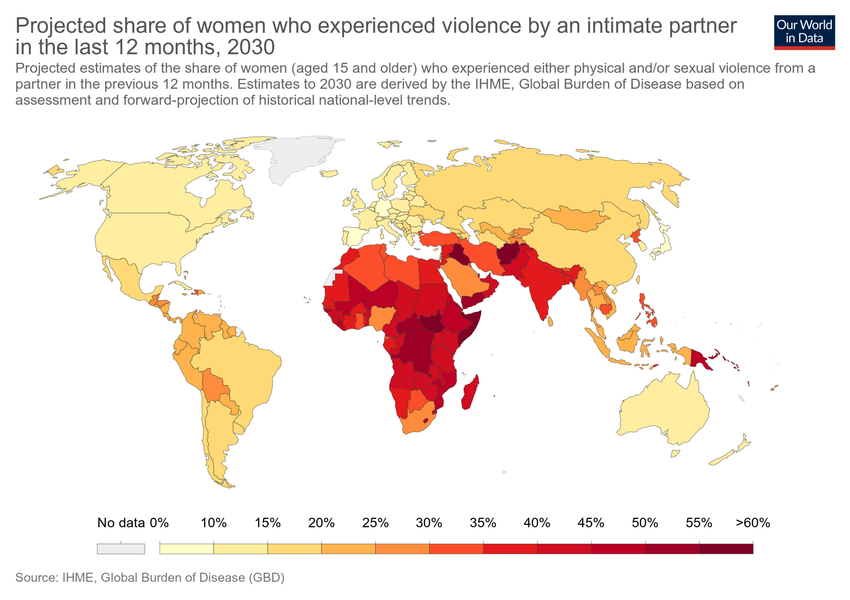 Projected share of women who experienced violence by an intimate partner
in the last 12 months, 2030
Our World
in Data
Projected estimates of the share of women (aged 15 and older) who experienced either physical and/or sexual violence from a
partner in the previous 12 months. Estimates to 2030 are derived by the IHME, Global Burden of Disease based on
assessment and forward-projection of historical national-level trends.
No data 0% 10% 15% 20% 25% 30% 35% 40% 45% 50% 55% >60%
Source: IHME, Global Burden of Disease (GBD)